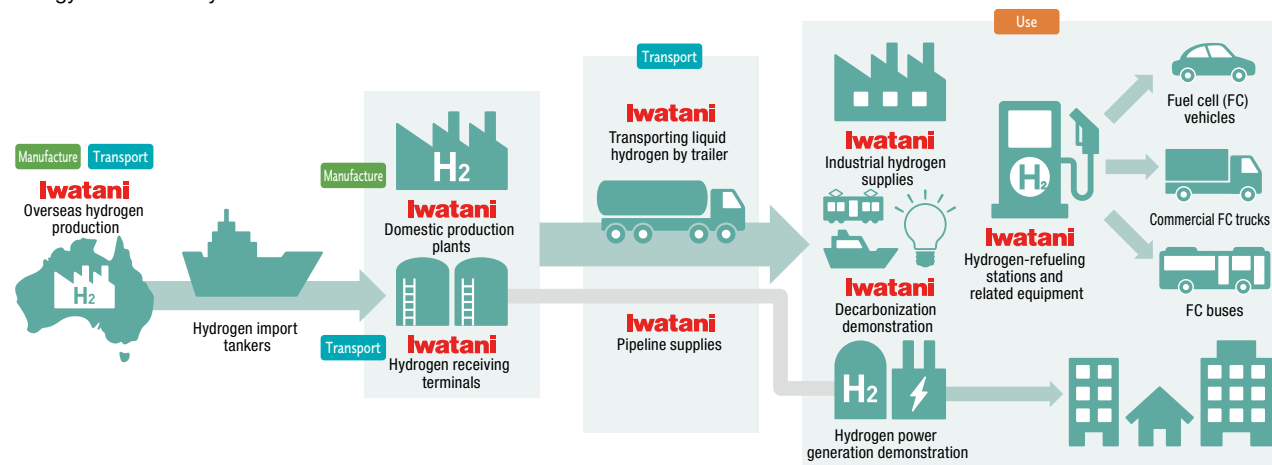 Use
Transport
Manufacture Transport
Iwatani
Overseas hydrogen
production
H2
Hydrogen import
tankers
Manufacture
H2
Iwatani
Domestic production
plants
Transport
Iwatani
Hydrogen receiving
terminals
Iwatani
Transporting liquid
hydrogen by trailer
Iwatani
Pipeline supplies
Iwatani
Industrial hydrogen
supplies
Iwatani
Decarbonization
demonstration
H2
Iwatani
Hydrogen-refueling
stations and
related equipment
Fuel cell (FC)
vehicles
Commercial FC trucks
FC buses
H2
Hydrogen power
generation demonstration